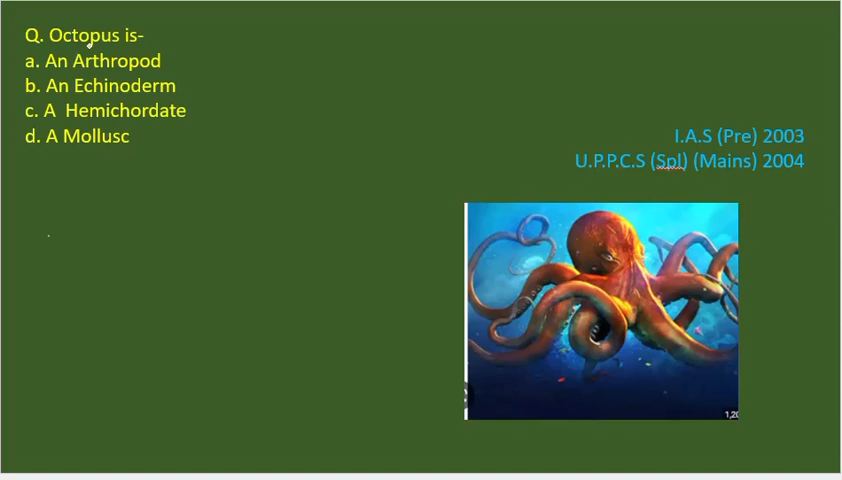 Q. Octopus is-
a. An Arthropod
b. An Echinoderm
c. A  Hemichordate
d. A Mollusc
I.A.S (Pre) 2003
U.P.P.C.S (Spl) (Mains) 2004